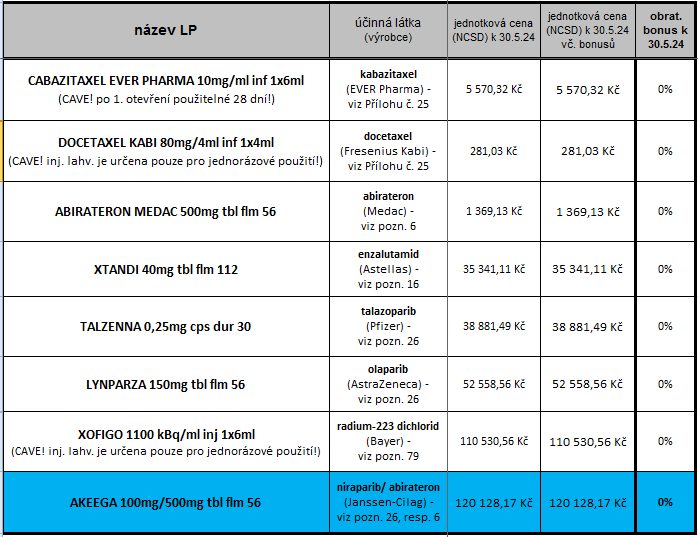 název LP
účinná látka
(výrobce)
jednotková cena
(NCSD) k 30.5.24
jednotková cena
(NCSD) k 30.5.24
vč. bonusů
obrat.
bonus k
30.5.24
CABAZITAXEL EVER PHARMA 10mg/ml inf 1x6ml
(CAVE! po 1. otevření použitelné 28 dní!)
kabazitaxel
(EVER Pharma) -
viz Přílohu č. 25
5 570,32 Kč
5 570,32 Kč
0%
DOCETAXEL KABI 80mg/4ml inf 1x4ml
(CAVE! inj. lahv. je určena pouze pro jednorázové použití!)
docetaxel
(Fresenius Kabi) -
viz Přílohu č. 25
281,03 Kč
281,03 Kč
0%
ABIRATERON MEDAC 500mg tbl flm 56
abirateron
(Medac) -
viz pozn. 6
1 369,13 Kč
1 369,13 Kč
0%
XTANDI 40mg tbl flm 112
enzalutamid
(Astellas) -
viz pozn. 16
35 341,11 Kč
35 341,11 Kč
0%
TALZENNA 0,25mg cps dur 30
talazoparib
(Pfizer) -
viz pozn. 26
38 881,49 Kč
38 881,49 Kč
0%
LYNPARZA 150mg tbl flm 56
olaparib
(AstraZeneca) -
viz pozn. 26
52 558,56 Kč
52 558,56 Kč
0%
XOFIGO 1100 kBq/ml inj 1x6ml
(CAVE! inj. lahv. je určena pouze pro jednorázové použití!)
radium-223 dichlorid
(Bayer) -
viz pozn. 79
110 530,56 Kč
110 530,56 Kč
0%
AKEEGA 100mg/500mg tbl flm 56
niraparib/ abirateron
(Janssen-Cilag) -
viz pozn. 26, resp. 6
120 128,17 Kč
120 128,17 Kč
0%